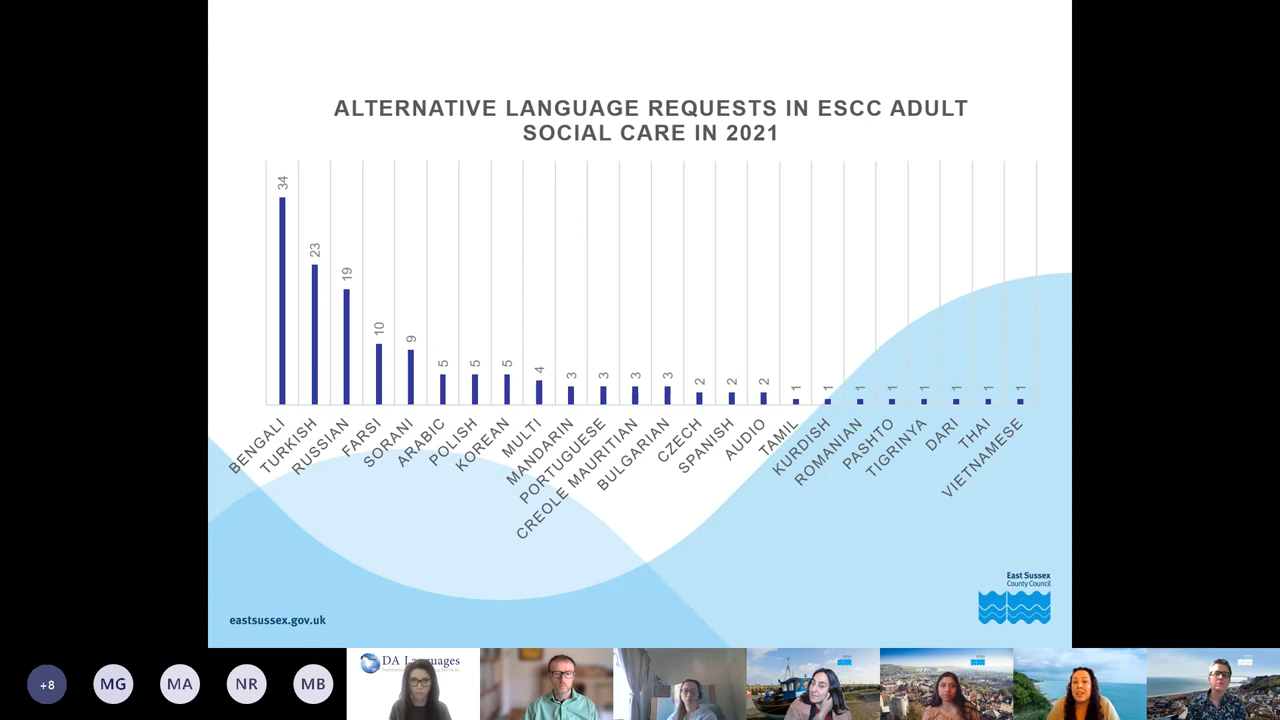 ALTERNATIVE LANGUAGE REQUESTS IN ESCC ADULT
SOCIAL CARE IN 2021
34
23
19
10
9
5
5
5
4
3
3
3
3
2
2
2
1
1
1
1
1
1
1
1
BENGALI
TURKISH
RUSSIAN
FARSI
SORANI
ARABIC
POLISH
KOREAN
MULTI
MANDARIN
PORTUGUESE
CREOLE MAURITIAN
BULGARIAN
CZECH
SPANISH
AUDIO
TAMIL
KURDISH
ROMANIAN
PASHTO
TIGRINYA
DARI
THAI
VIETNAMESE
East Sussex
County Council
eastsussex.gov.uk
+8
MG
MA
NR
MB
DA Languages